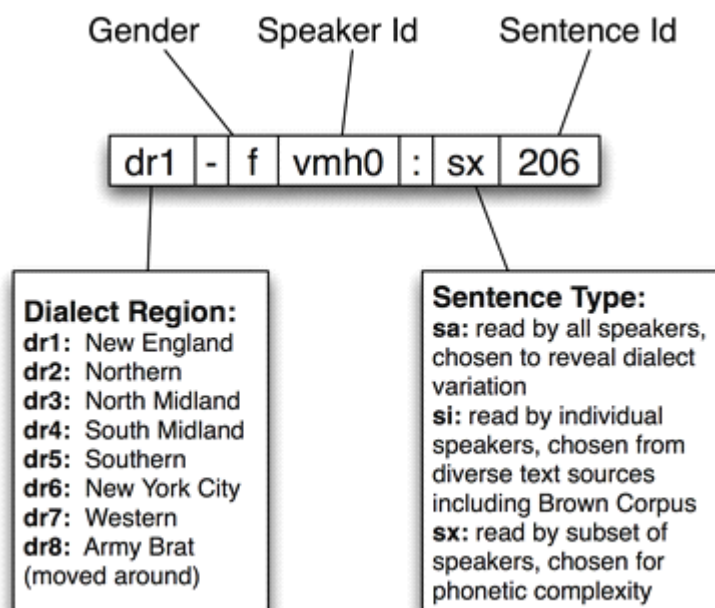 Gender Speaker Id Sentence Id
dr1 - f vmh0 : sx 206
Dialect Region:
dr1: New England
dr2: Northern
dr3: North Midland
dr4: South Midland
dr5: Southern
dr6: New York City
dr7: Western
dr8: Army Brat
(moved around)
Sentence Type:
sa: read by all speakers,
chosen to reveal dialect
variation
si: read by individual
speakers, chosen from
diverse text sources
including Brown Corpus
sx: read by subset of
speakers, chosen for
phonetic complexity